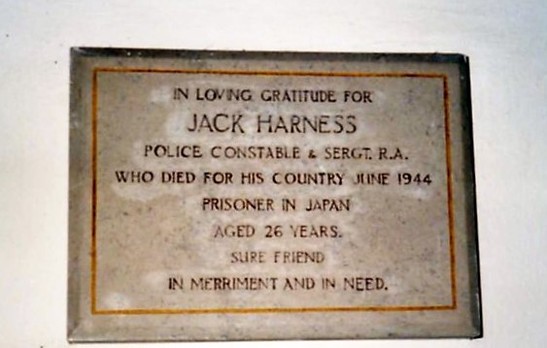 IN LOVING GRATITUDE FOR
JACK HARNESS
POLICE CONSTABLE & SERGT. R.A.
WHO DIED FOR HIS COUNTRY JUNE 1944
PRISONER IN JAPAN
AGED 26 YEARS.
SURE FRIEND
IN MERRIMENT AND IN NEED.